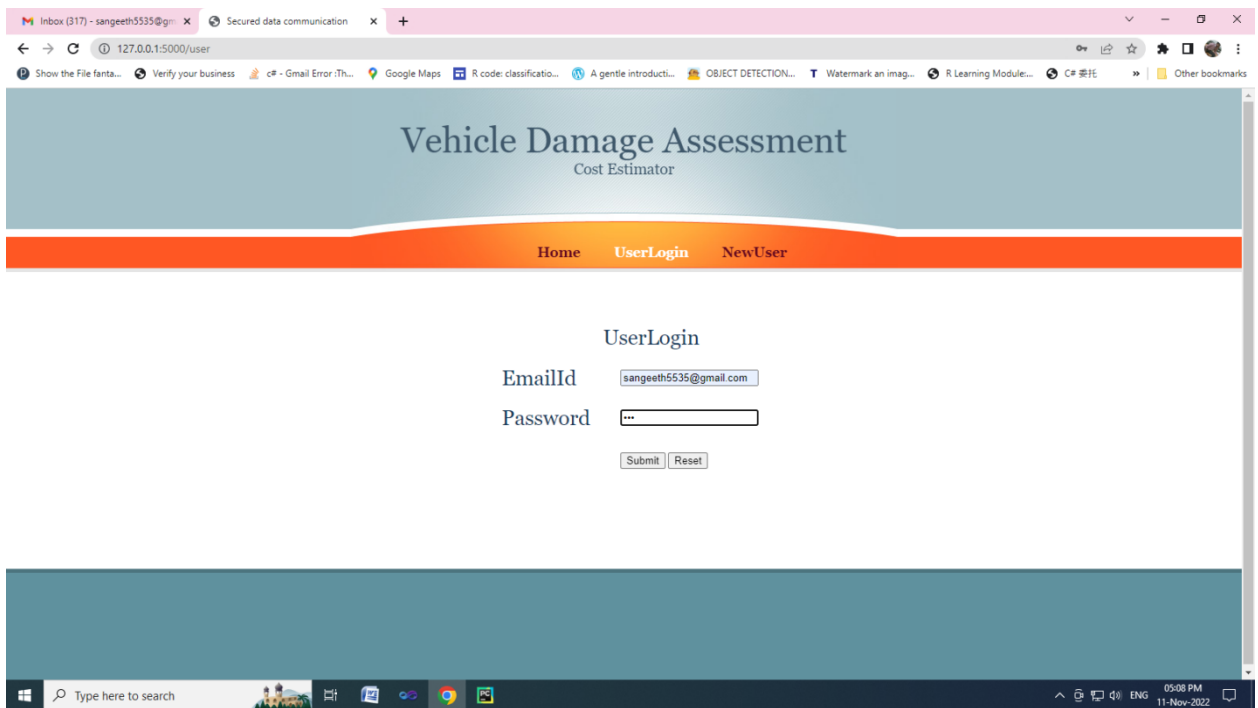 Inbox (317) - sangeeth5535@gm
Secured data communication
127.0.0.1:5000/user
Show the File fanta... Verify your business c# - Gmail Error :Th... Google Maps R code: classificatio... A gentle introducti... OBJECT DETECTION... Watermark an imag... R Learning Module:... C# 委托 » Other bookmarks
Vehicle Damage Assessment
Cost Estimator
Home UserLogin NewUser
UserLogin
EmailId sangeeth5535@gmail.com
Password
Submit Reset
Type here to search
ENG
05:08 PM
11-Nov-2022